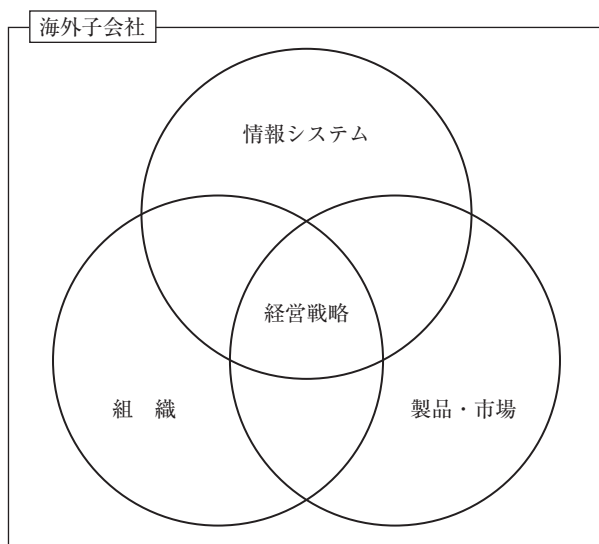 海外子会社
情報システム
経営戦略
組　織
製品・市場